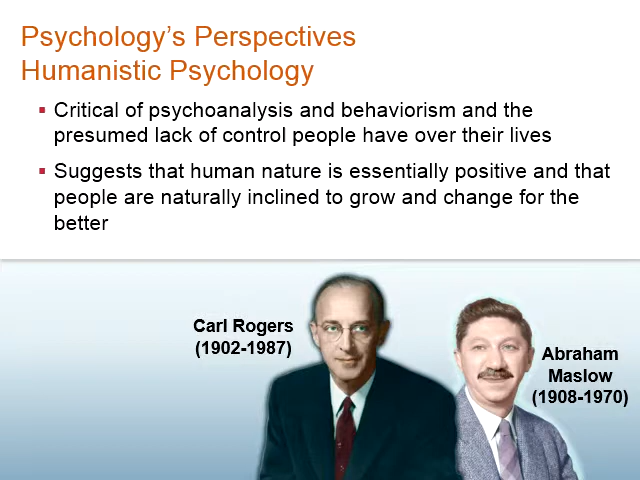 Psychology’s Perspectives
Humanistic Psychology
▪ Critical of psychoanalysis and behaviorism and the
presumed lack of control people have over their lives
▪ Suggests that human nature is essentially positive and that
people are naturally inclined to grow and change for the
better
Carl Rogers
(1902-1987)
Abraham
Maslow
(1908-1970)